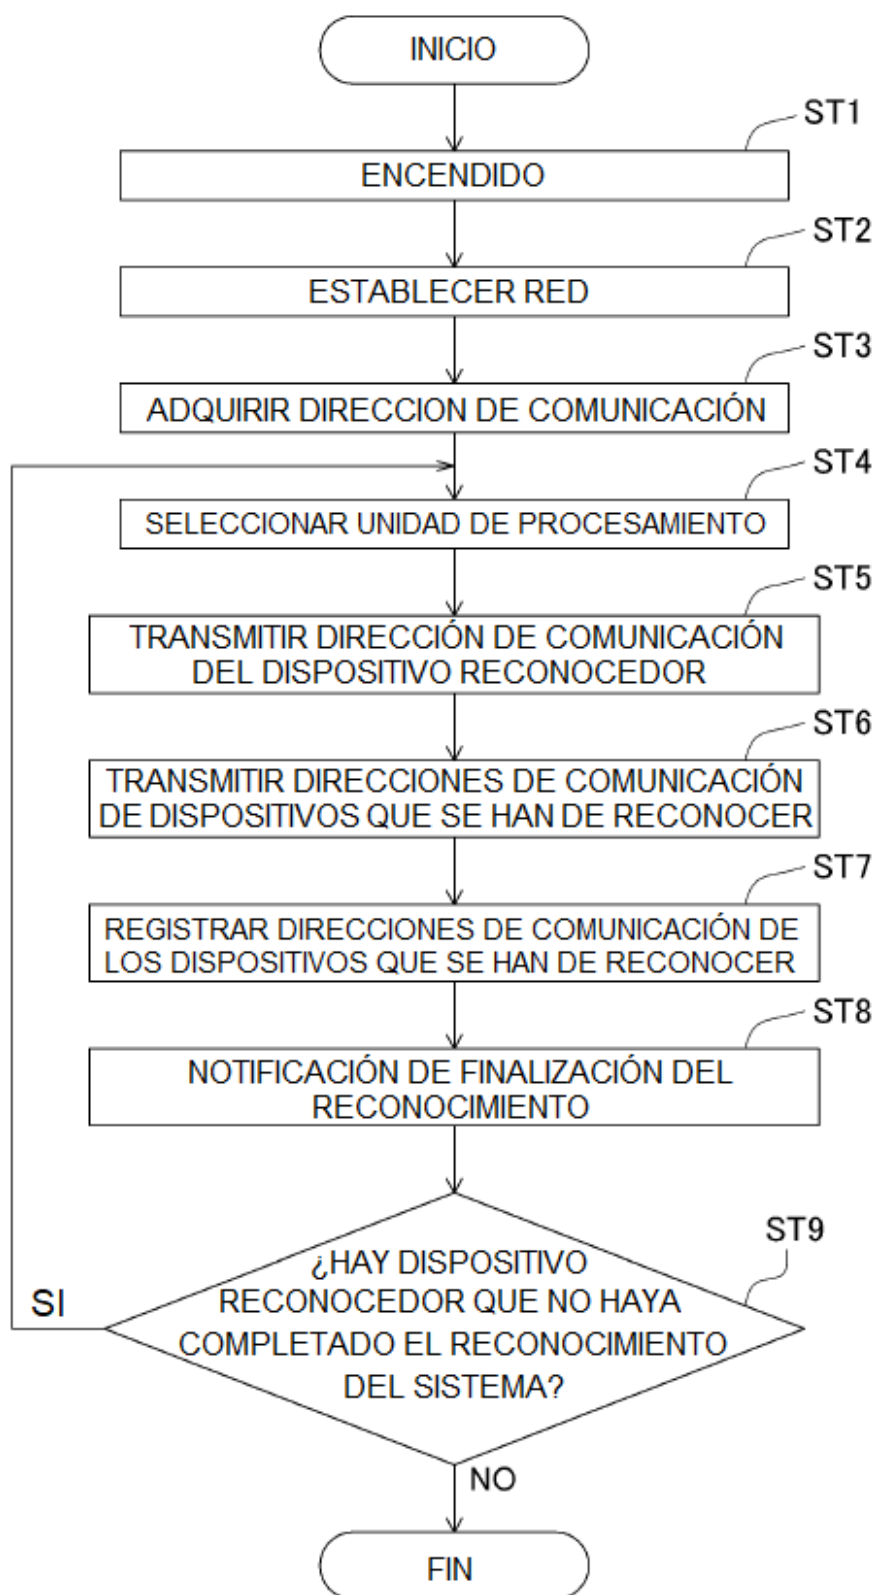 INICIO
ST1
ENCENDIDO
ST2
ESTABLECER RED
ST3
ADQUIRIR DIRECCION DE COMUNICACIÓN
ST4
SELECCIONAR UNIDAD DE PROCESAMIENTO
ST5
TRANSMITIR DIRECCIÓN DE COMUNICACIÓN
DEL DISPOSITIVO RECONOCEDOR
ST6
TRANSMITIR DIRECCIONES DE COMUNICACIÓN
DE DISPOSITIVOS QUE SE HAN DE RECONOCER
ST7
REGISTRAR DIRECCIONES DE COMUNICACIÓN DE
LOS DISPOSITIVOS QUE SE HAN DE RECONOCER
ST8
NOTIFICACIÓN DE FINALIZACIÓN DEL
RECONOCIMIENTO
ST9
¿HAY DISPOSITIVO
RECONOCEDOR QUE NO HAYA
COMPLETADO EL RECONOCIMIENTO
DEL SISTEMA?
SI
NO
FIN